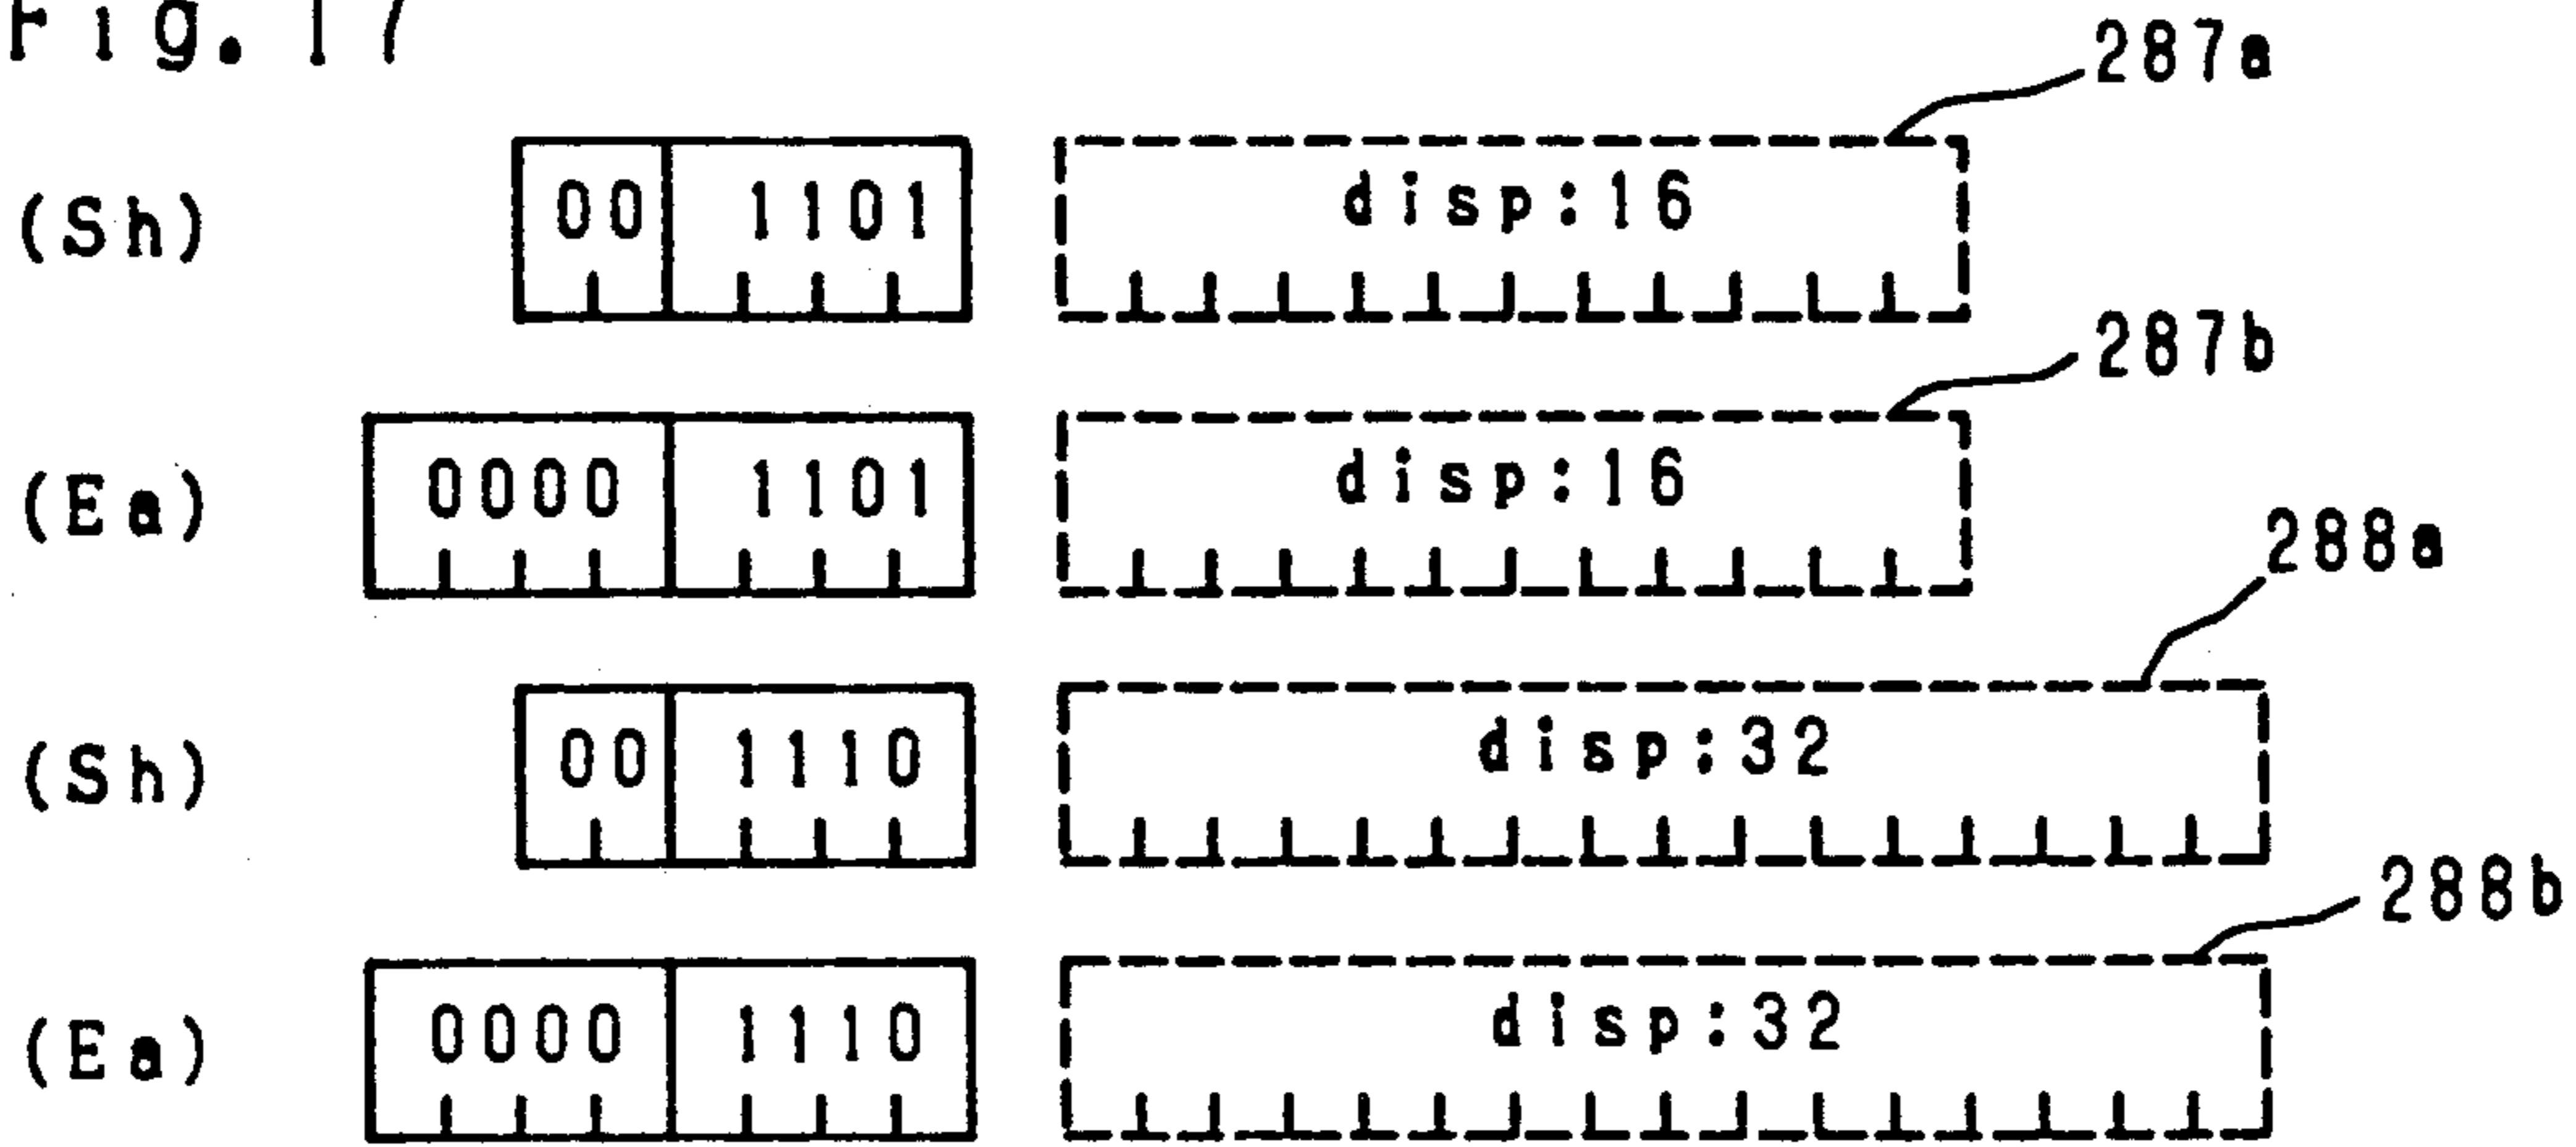 Fig. 17
287a
(Sh) 00 1101 disp:16
287b
(Ea) 0000 1101 disp:16
288a
(Sh) 00 1110 disp:32
288b
(Ea) 0000 1110 disp:32